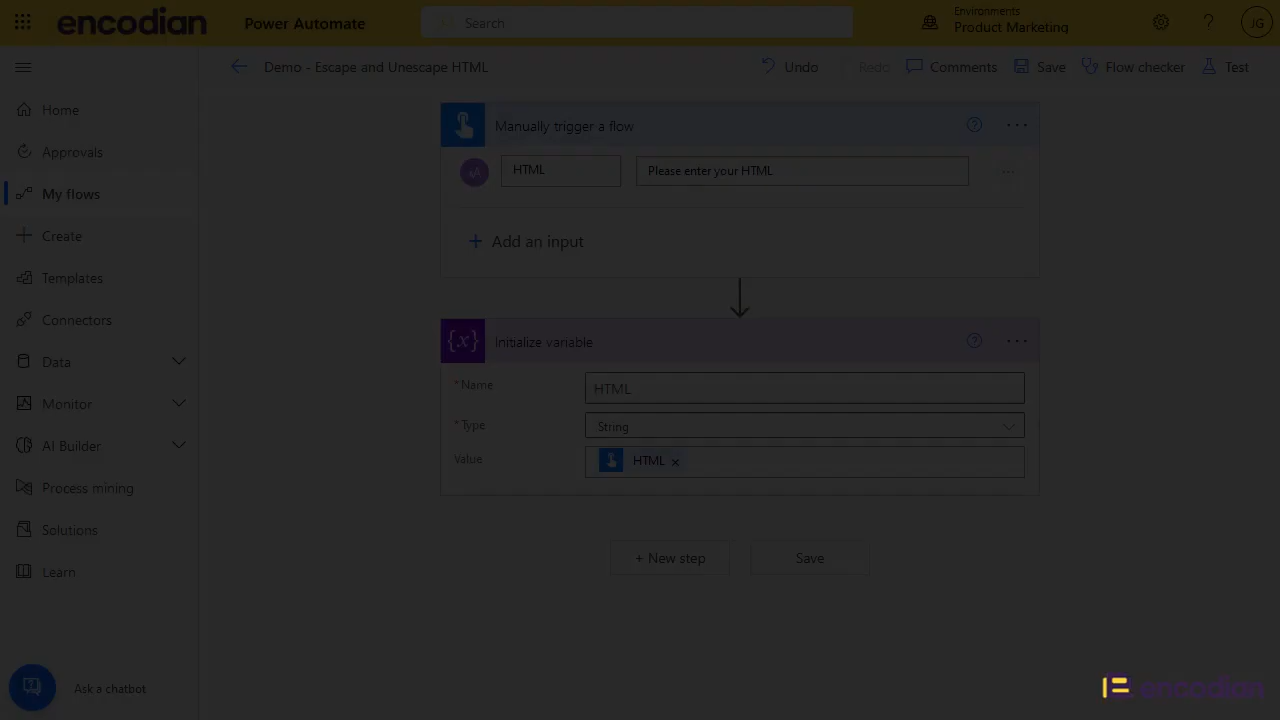 encodian
Power Automate
Search
Environments
Product Marketing
?
JG
Demo - Escape and Unescape HTML
Undo
Redo
Comments
Save
Flow checker
Test
Home
Approvals
My flows
Create
Templates
Connectors
Data
Monitor
AI Builder
Process mining
Solutions
Learn
Ask a chatbot
Manually trigger a flow
?
...
HTML
Please enter your HTML
...
+ Add an input
{x}
Initialize variable
?
...
* Name
HTML
* Type
String
Value
HTML ×
+ New step
Save
encodian